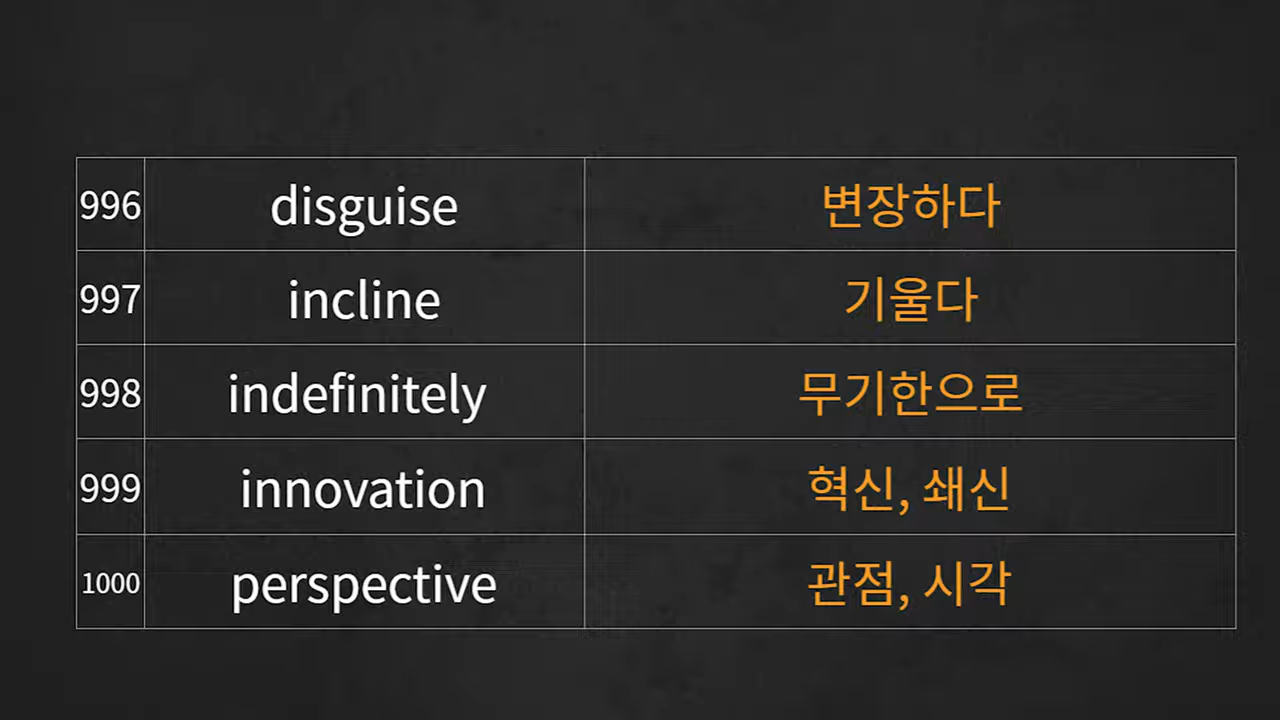 996 disguise 변장하다
997 incline 기울다
998 indefinitely 무기한으로
999 innovation 혁신, 쇄신
1000 perspective 관점, 시각